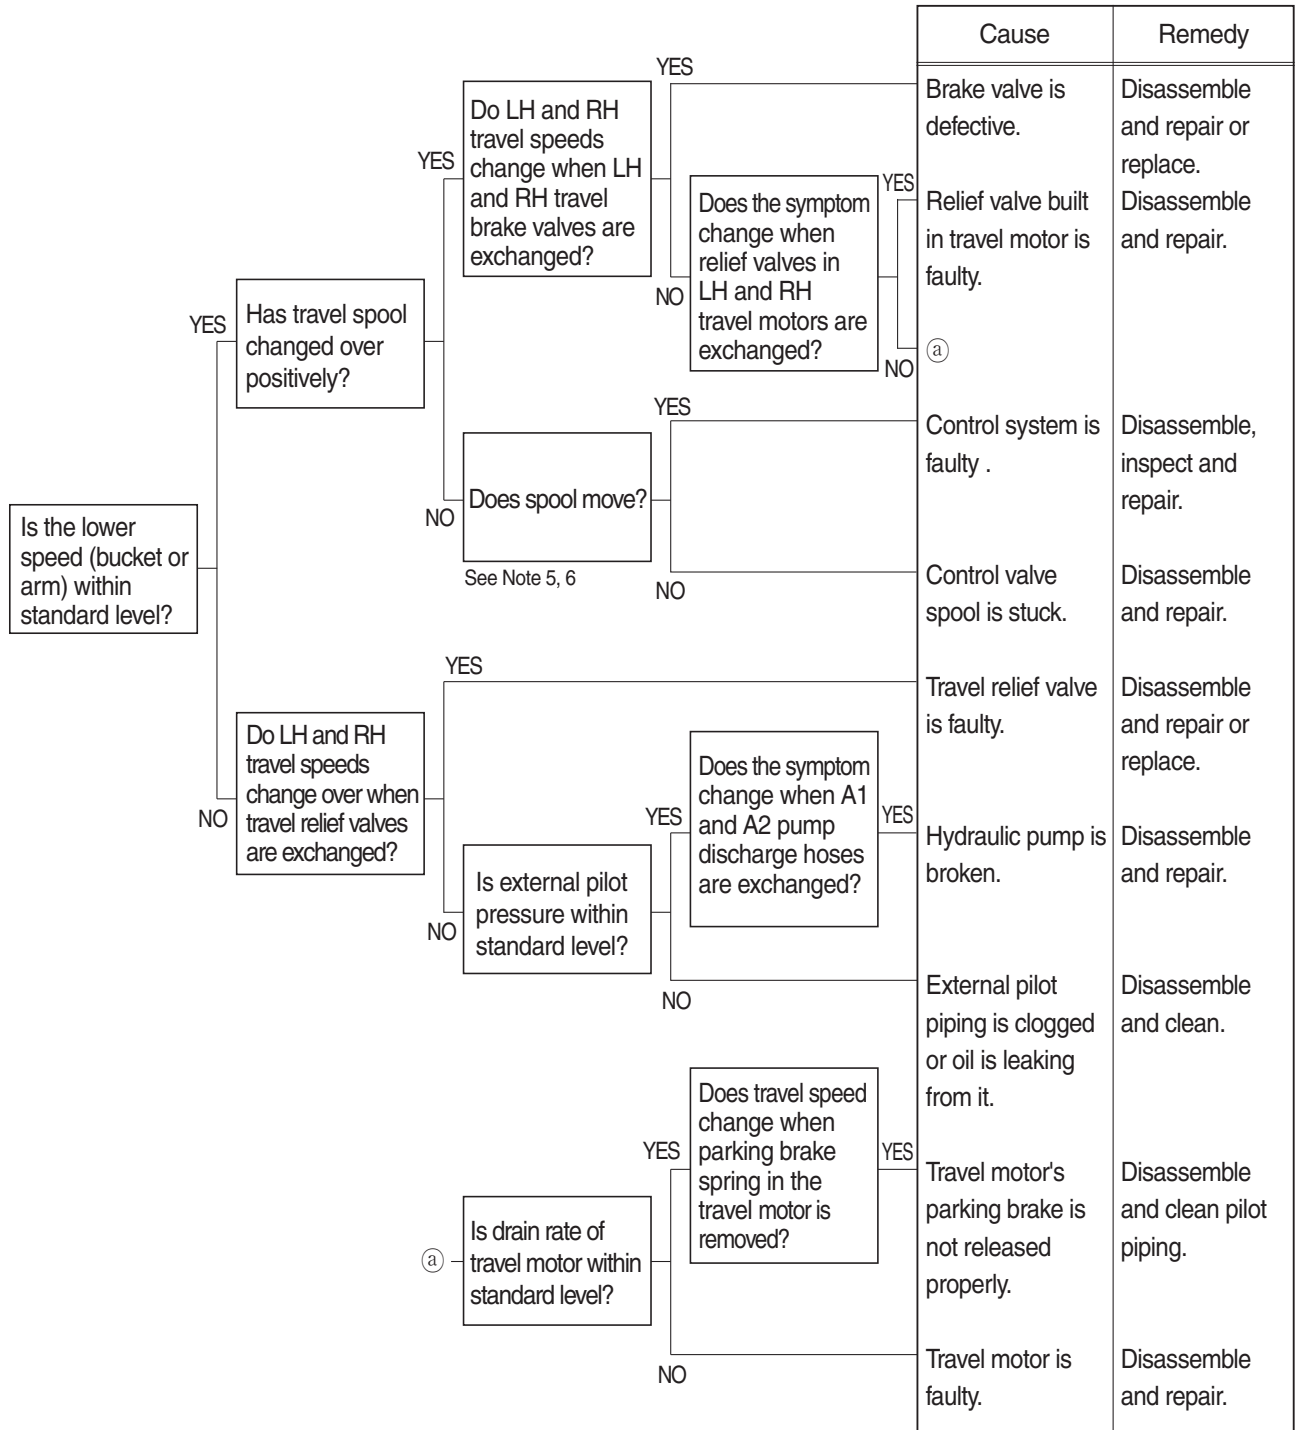 Cause
Remedy
YES
Do LH and RH
travel speeds
change when LH
and RH travel
brake valves are
exchanged?
YES
Brake valve is
defective.
Disassemble
and repair or
replace.
Does the symptom
change when
relief valves in
LH and RH
travel motors are
exchanged?
NO
YES
Relief valve built
in travel motor is
faulty.
Disassemble
and repair.
NO
ⓐ
YES
Has travel spool
changed over
positively?
YES
Control system is
faulty .
Disassemble,
inspect and
repair.
NO
Does spool move?
See Note 5, 6
NO
Control valve
spool is stuck.
Disassemble
and repair.
Is the lower
speed (bucket or
arm) within
standard level?
YES
Travel relief valve
is faulty.
Disassemble
and repair or
replace.
NO
Do LH and RH
travel speeds
change over when
travel relief valves
are exchanged?
YES
Does the symptom
change when A1
and A2 pump
discharge hoses
are exchanged?
YES
Hydraulic pump is
broken.
Disassemble
and repair.
NO
Is external pilot
pressure within
standard level?
NO
External pilot
piping is clogged
or oil is leaking
from it.
Disassemble
and clean.
YES
Does travel speed
change when
parking brake
spring in the
travel motor is
removed?
YES
Travel motor's
parking brake is
not released
properly.
Disassemble
and clean pilot
piping.
ⓐ
Is drain rate of
travel motor within
standard level?
NO
Travel motor is
faulty.
Disassemble
and repair.